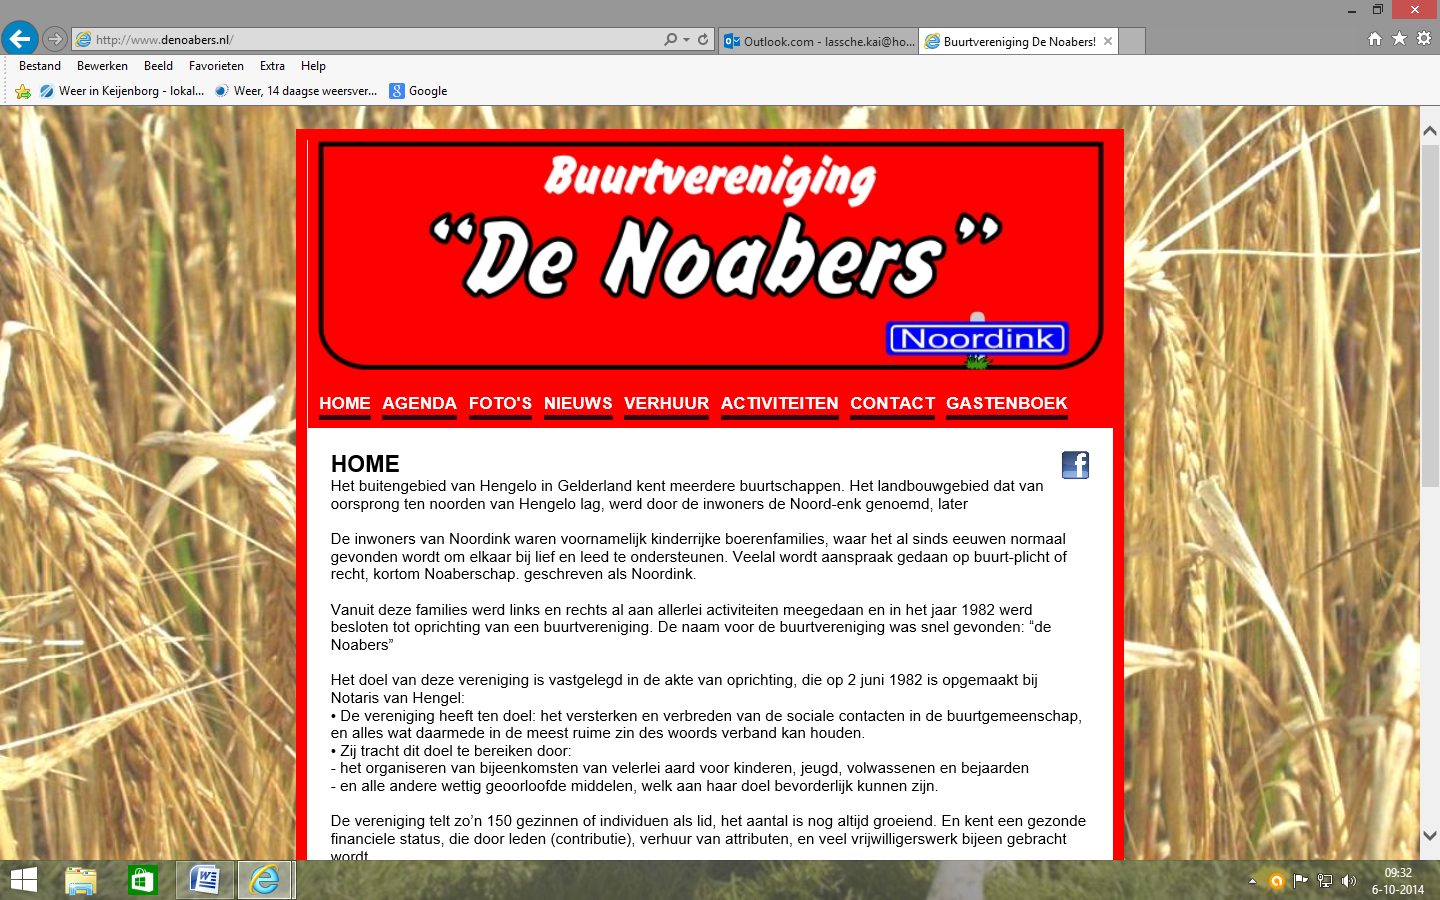 http://www.denoabers.nl/
Outlook.com - lassche.kai@ho...
Buurtvereniging De Noabers!
Bestand Bewerken Beeld Favorieten Extra Help
Weer in Keijenborg - lokal... Weer, 14 daagse weersver... Google
Buurtvereniging
“De Noabers”
Noordink
HOME AGENDA FOTO'S NIEUWS VERHUUR ACTIVITEITEN CONTACT GASTENBOEK
HOME
Het buitengebied van Hengelo in Gelderland kent meerdere buurtschappen. Het landbouwgebied dat van
oorsprong ten noorden van Hengelo lag, werd door de inwoners de Noord-enk genoemd, later
De inwoners van Noordink waren voornamelijk kinderrijke boerenfamilies, waar het al sinds eeuwen normaal
gevonden wordt om elkaar bij lief en leed te ondersteunen. Veelal wordt aanspraak gedaan op buurt-plicht of
recht, kortom Noaberschap. geschreven als Noordink.
Vanuit deze families werd links en rechts al aan allerlei activiteiten meegedaan en in het jaar 1982 werd
besloten tot oprichting van een buurtvereniging. De naam voor de buurtvereniging was snel gevonden: “de
Noabers”
Het doel van deze vereniging is vastgelegd in de akte van oprichting, die op 2 juni 1982 is opgemaakt bij
Notaris van Hengel:
• De vereniging heeft ten doel: het versterken en verbreden van de sociale contacten in de buurtgemeenschap,
en alles wat daarmede in de meest ruime zin des woords verband kan houden.
• Zij tracht dit doel te bereiken door:
- het organiseren van bijeenkomsten van velerlei aard voor kinderen, jeugd, volwassenen en bejaarden
- en alle andere wettig geoorloofde middelen, welk aan haar doel bevorderlijk kunnen zijn.
De vereniging telt zo’n 150 gezinnen of individuen als lid, het aantal is nog altijd groeiend. En kent een gezonde
financiele status, die door leden (contributie), verhuur van attributen, en veel vrijwilligerswerk bijeen gebracht
wordt
09:32
6-10-2014